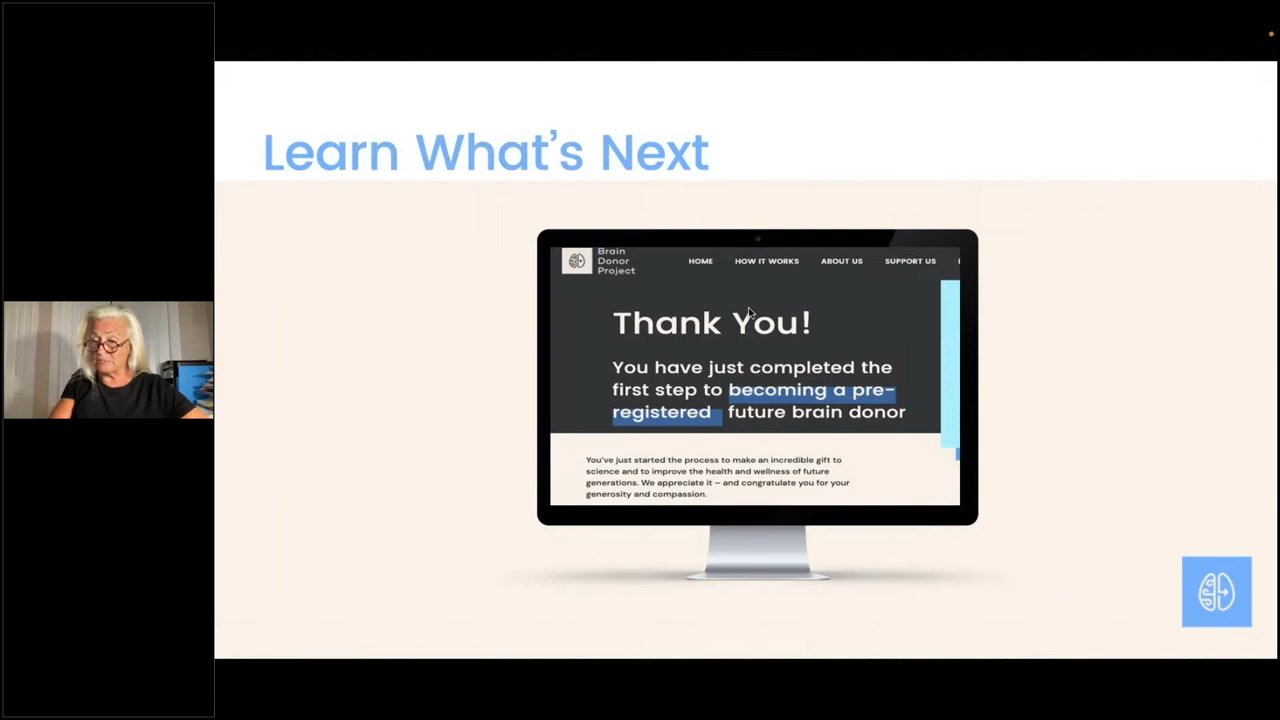 Learn What's Next
Brain
Donor
Project
HOME HOW IT WORKS ABOUT US SUPPORT US
Thank You!
You have just completed the
first step to becoming a pre-
registered future brain donor
You've just started the process to make an incredible gift to
science and to improve the health and wellness of future
generations. We appreciate it – and congratulate you for your
generosity and compassion.